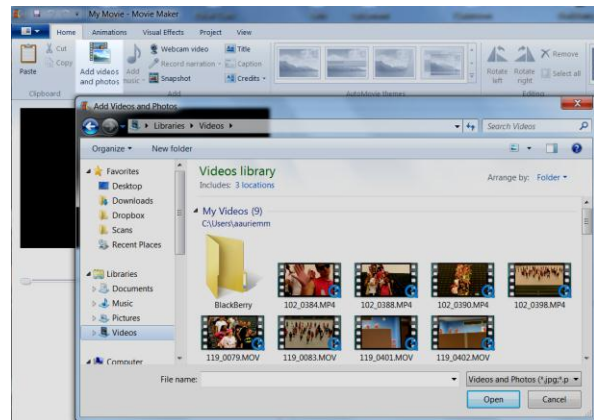 My Movie - Movie Maker
Home Animations Visual Effects Project View
Paste
Cut
Copy
Clipboard
Add videos and photos
Add music
Webcam video
Record narration
Snapshot
Title
Caption
Credits
Add
AutoMovie themes
Rotate left
Rotate right
Remove
Select all
Editing
Add Videos and Photos
Libraries Videos
Search Videos
Organize New folder
Favorites
Desktop
Downloads
Dropbox
Scans
Recent Places
Libraries
Documents
Music
Pictures
Videos
Computer
Videos library
Includes: 3 locations
Arrange by: Folder
My Videos (9)
C:\Users\aauriemm
BlackBerry 102_0384.MP4 102_0388.MP4 102_0390.MP4 102_0398.MP4
119_0079.MOV 119_0083.MOV 119_0401.MOV 119_0402.MOV
File name:
Videos and Photos (*.jpg;*.p
Open Cancel